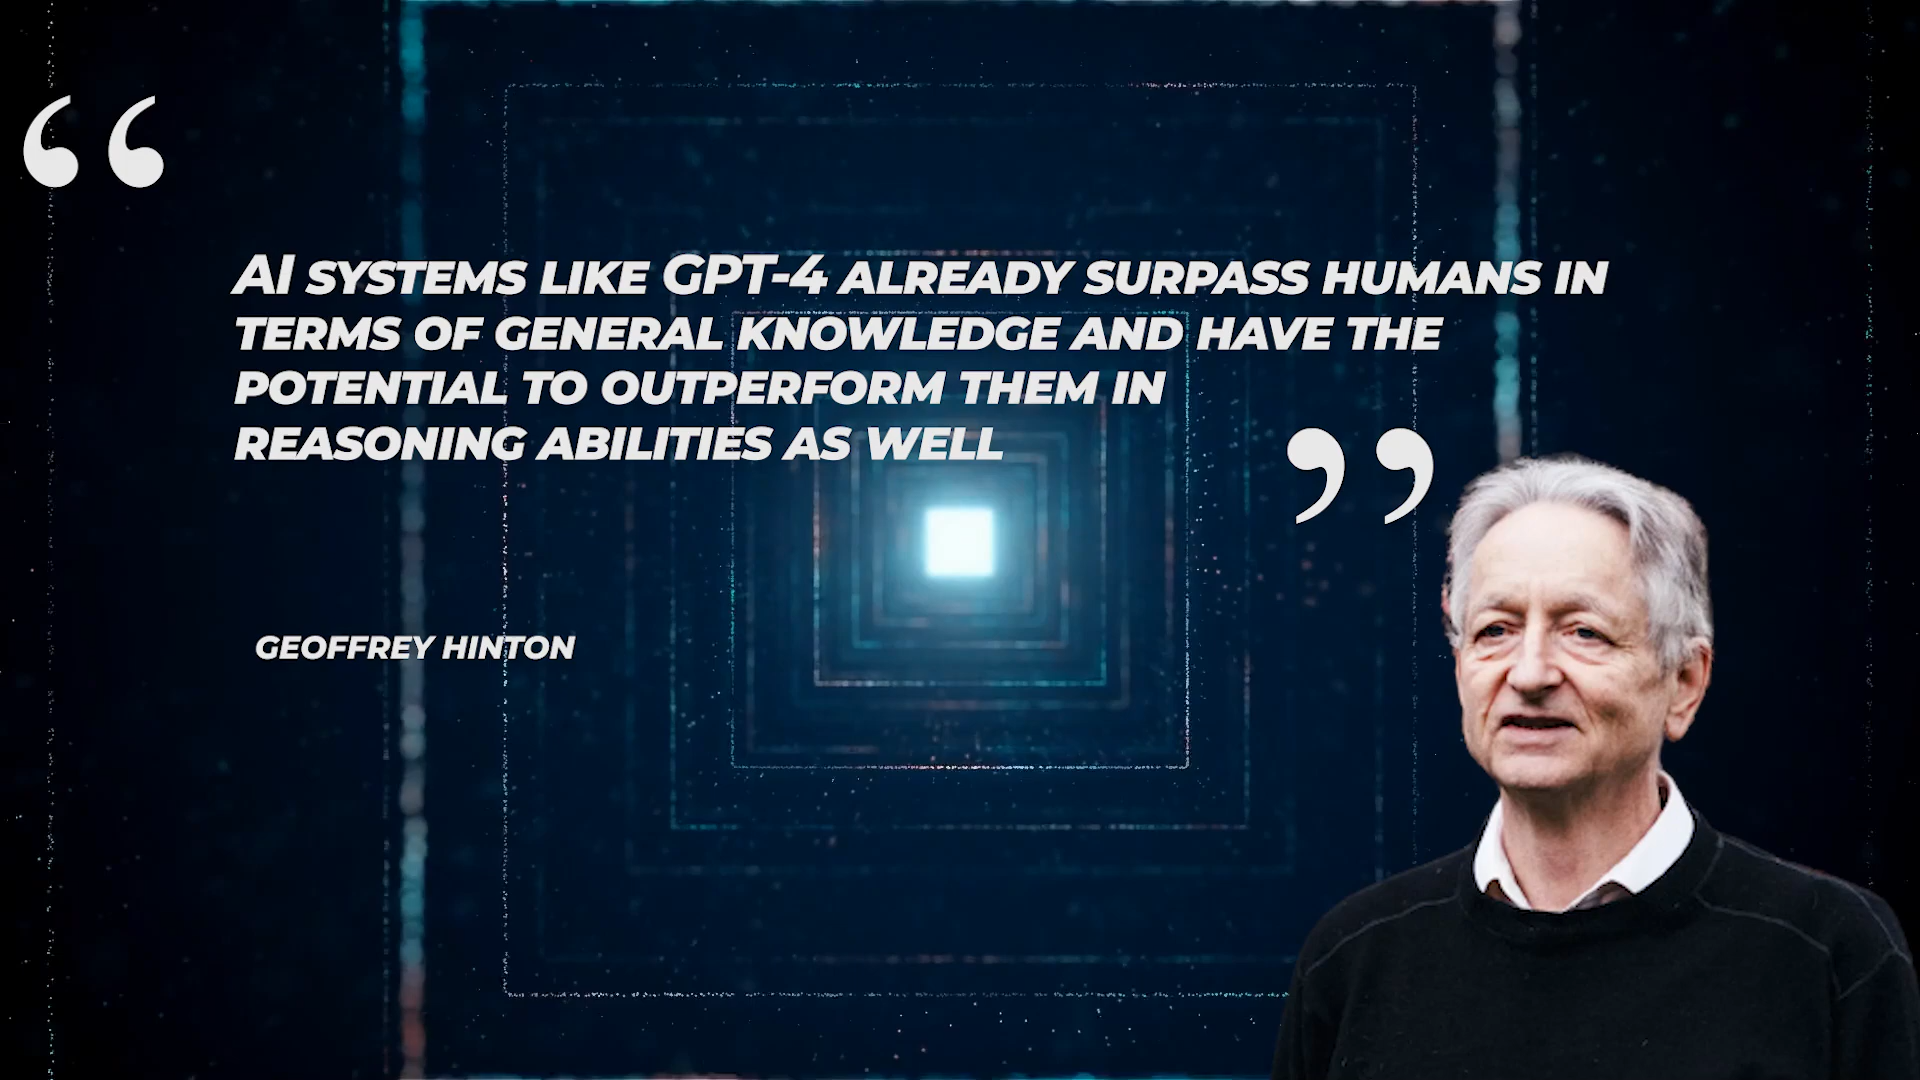 “
AI SYSTEMS LIKE GPT-4 ALREADY SURPASS HUMANS IN
TERMS OF GENERAL KNOWLEDGE AND HAVE THE
POTENTIAL TO OUTPERFORM THEM IN
REASONING ABILITIES AS WELL
”
GEOFFREY HINTON